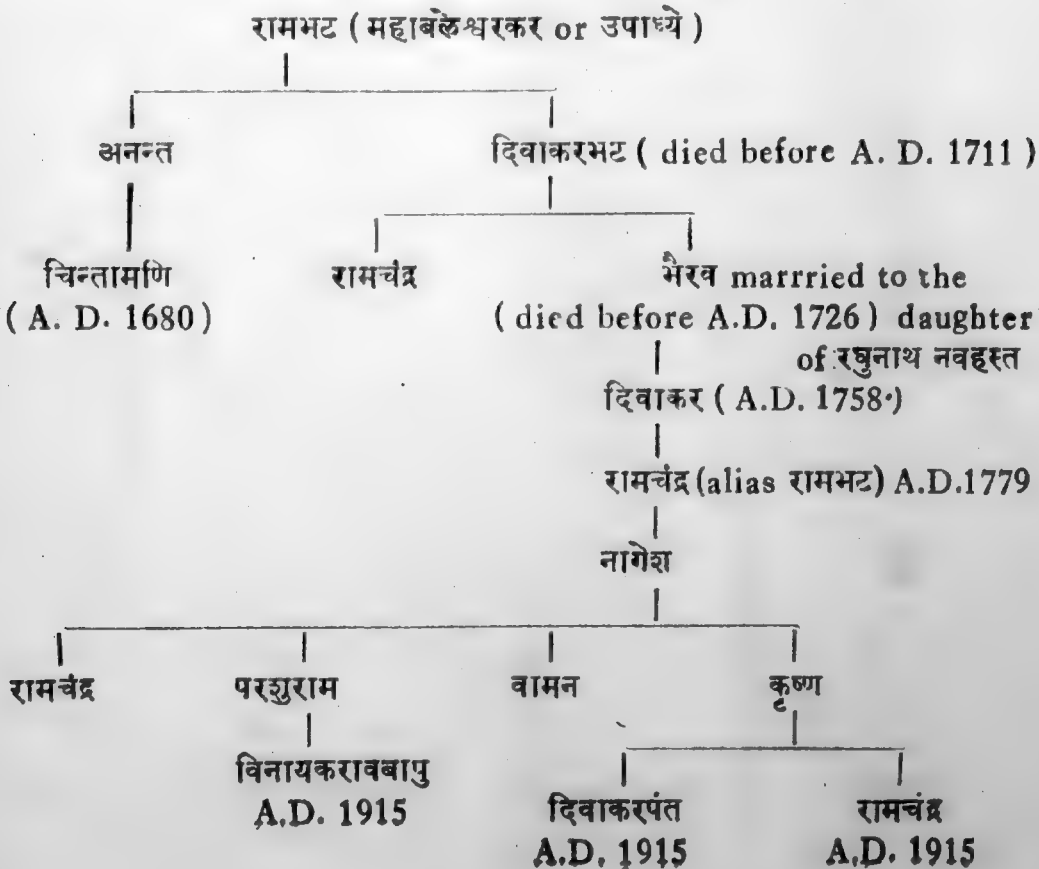 रामभट ( महाबळेश्वरकर or उपाध्ये )
अनन्त दिवाकरभट ( died before A. D. 1711 )
चिन्तामणि रामचंद्र भैरव marrried to the
( A. D. 1680 ) ( died before A.D. 1726 ) daughter
of रघुनाथ नवहस्त
दिवाकर ( A.D. 1758 )
रामचंद्र (alias रामभट) A.D.1779
नागेश
रामचंद्र परशुराम वामन कृष्ण
विनायकरावबापु दिवाकरपंत रामचंद्र
A.D. 1915 A.D. 1915 A.D. 1915